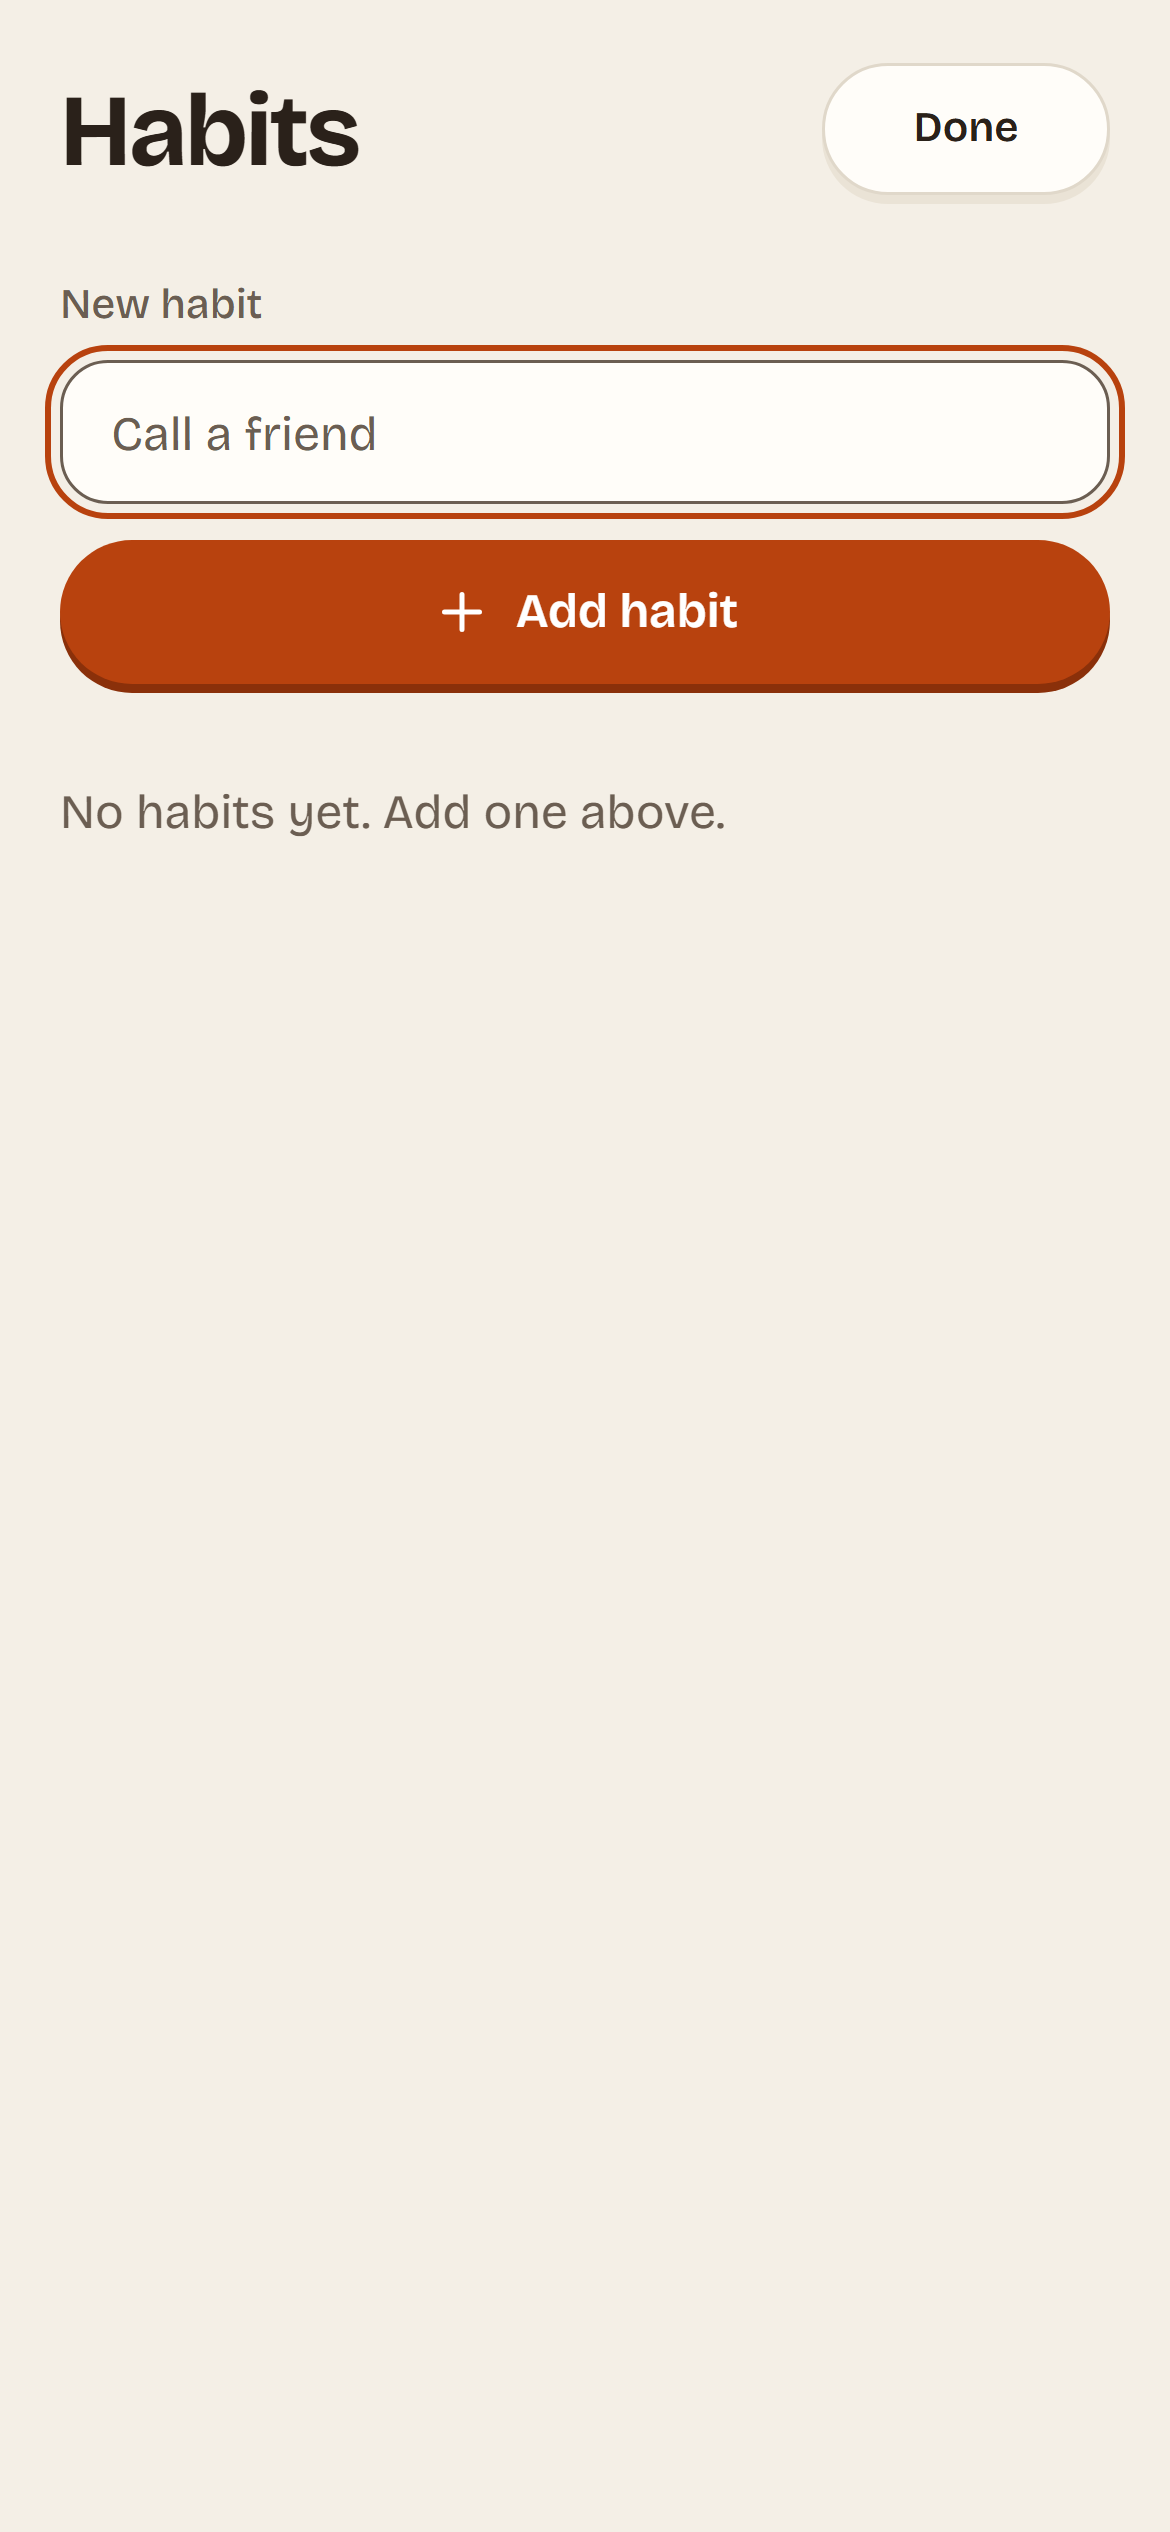 Habits
Done
New habit
Call a friend
Add habit
No habits yet. Add one above.